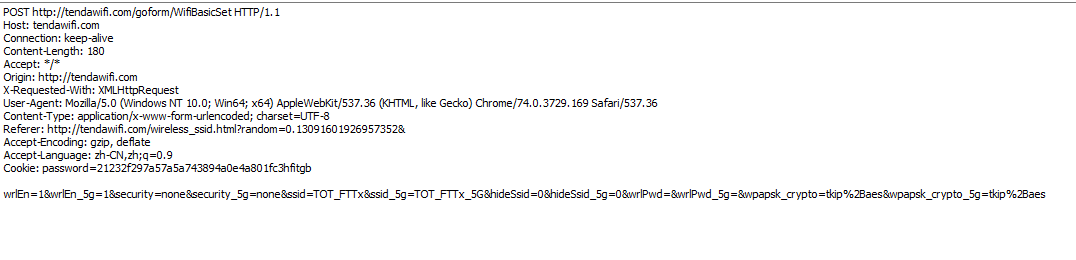 POST http://tendawifi.com/goform/WifiBasicSet HTTP/1.1
Host: tendawifi.com
Connection: keep-alive
Content-Length: 180
Accept: */*
Origin: http://tendawifi.com
X-Requested-With: XMLHttpRequest
User-Agent: Mozilla/5.0 (Windows NT 10.0; Win64; x64) AppleWebKit/537.36 (KHTML, like Gecko) Chrome/74.0.3729.169 Safari/537.36
Content-Type: application/x-www-form-urlencoded; charset=UTF-8
Referer: http://tendawifi.com/wireless_ssid.html?random=0.13091601926957352&
Accept-Encoding: gzip, deflate
Accept-Language: zh-CN,zh;q=0.9
Cookie: password=21232f297a57a5a743894a0e4a801fc3hfitgb
wrlEn=1&wrlEn_5g=1&security=none&security_5g=none&ssid=TOT_FTTx&ssid_5g=TOT_FTTx_5G&hideSsid=0&hideSsid_5g=0&wrlPwd=&wrlPwd_5g=&wpapsk_crypto=tkip%2Baes&wpapsk_crypto_5g=tkip%2Baes